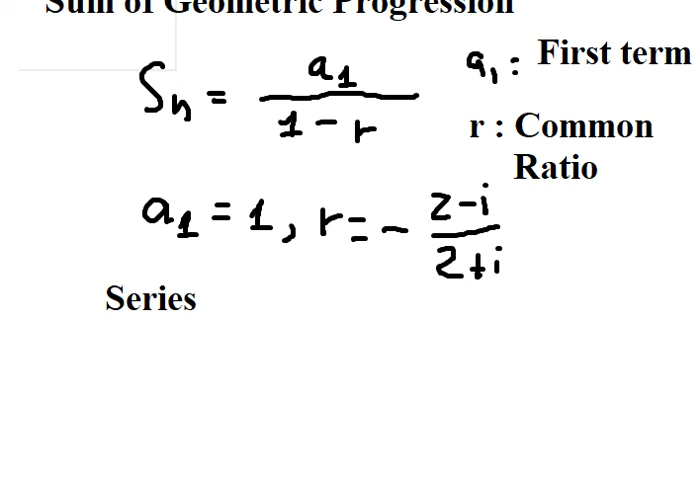 Sum of Geometric Progression
Sn = a1 / (1 - r)
a1 : First term
r : Common
Ratio
a1 = 1, r = - (z-i) / (z+i)
Series